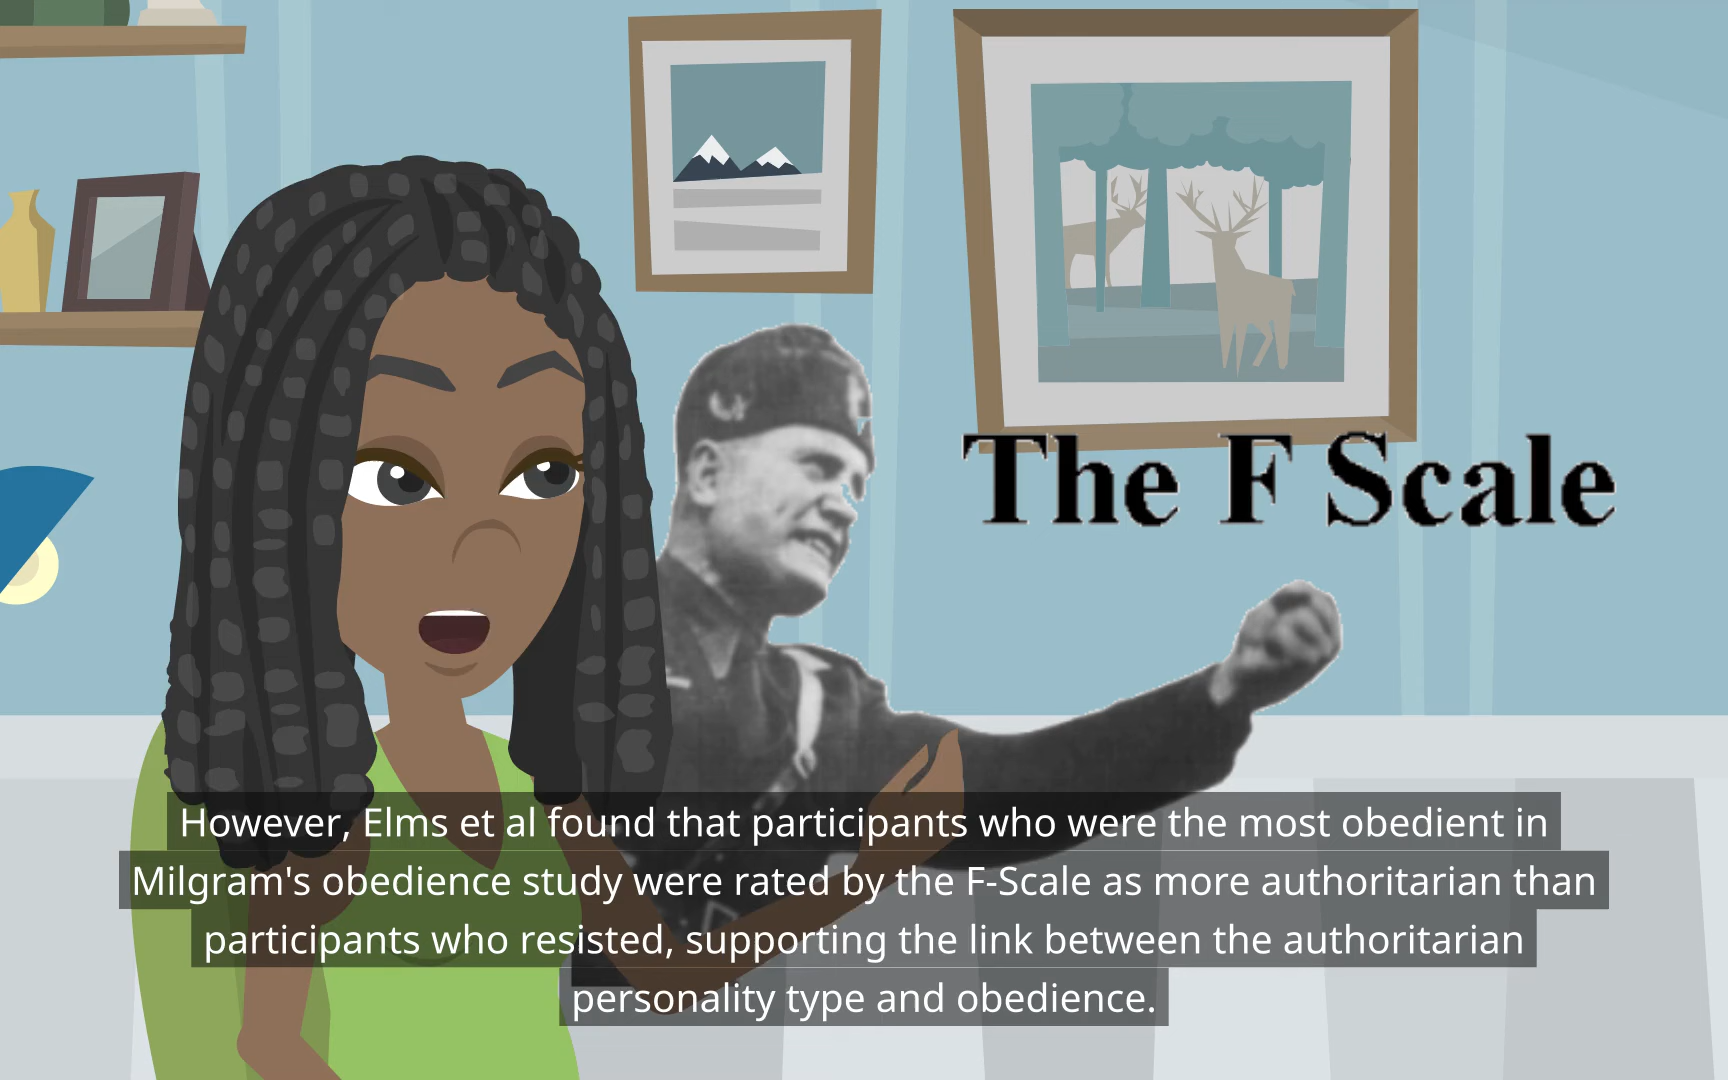 The F Scale
However, Elms et al found that participants who were the most obedient in
Milgram's obedience study were rated by the F-Scale as more authoritarian than
participants who resisted, supporting the link between the authoritarian
personality type and obedience.